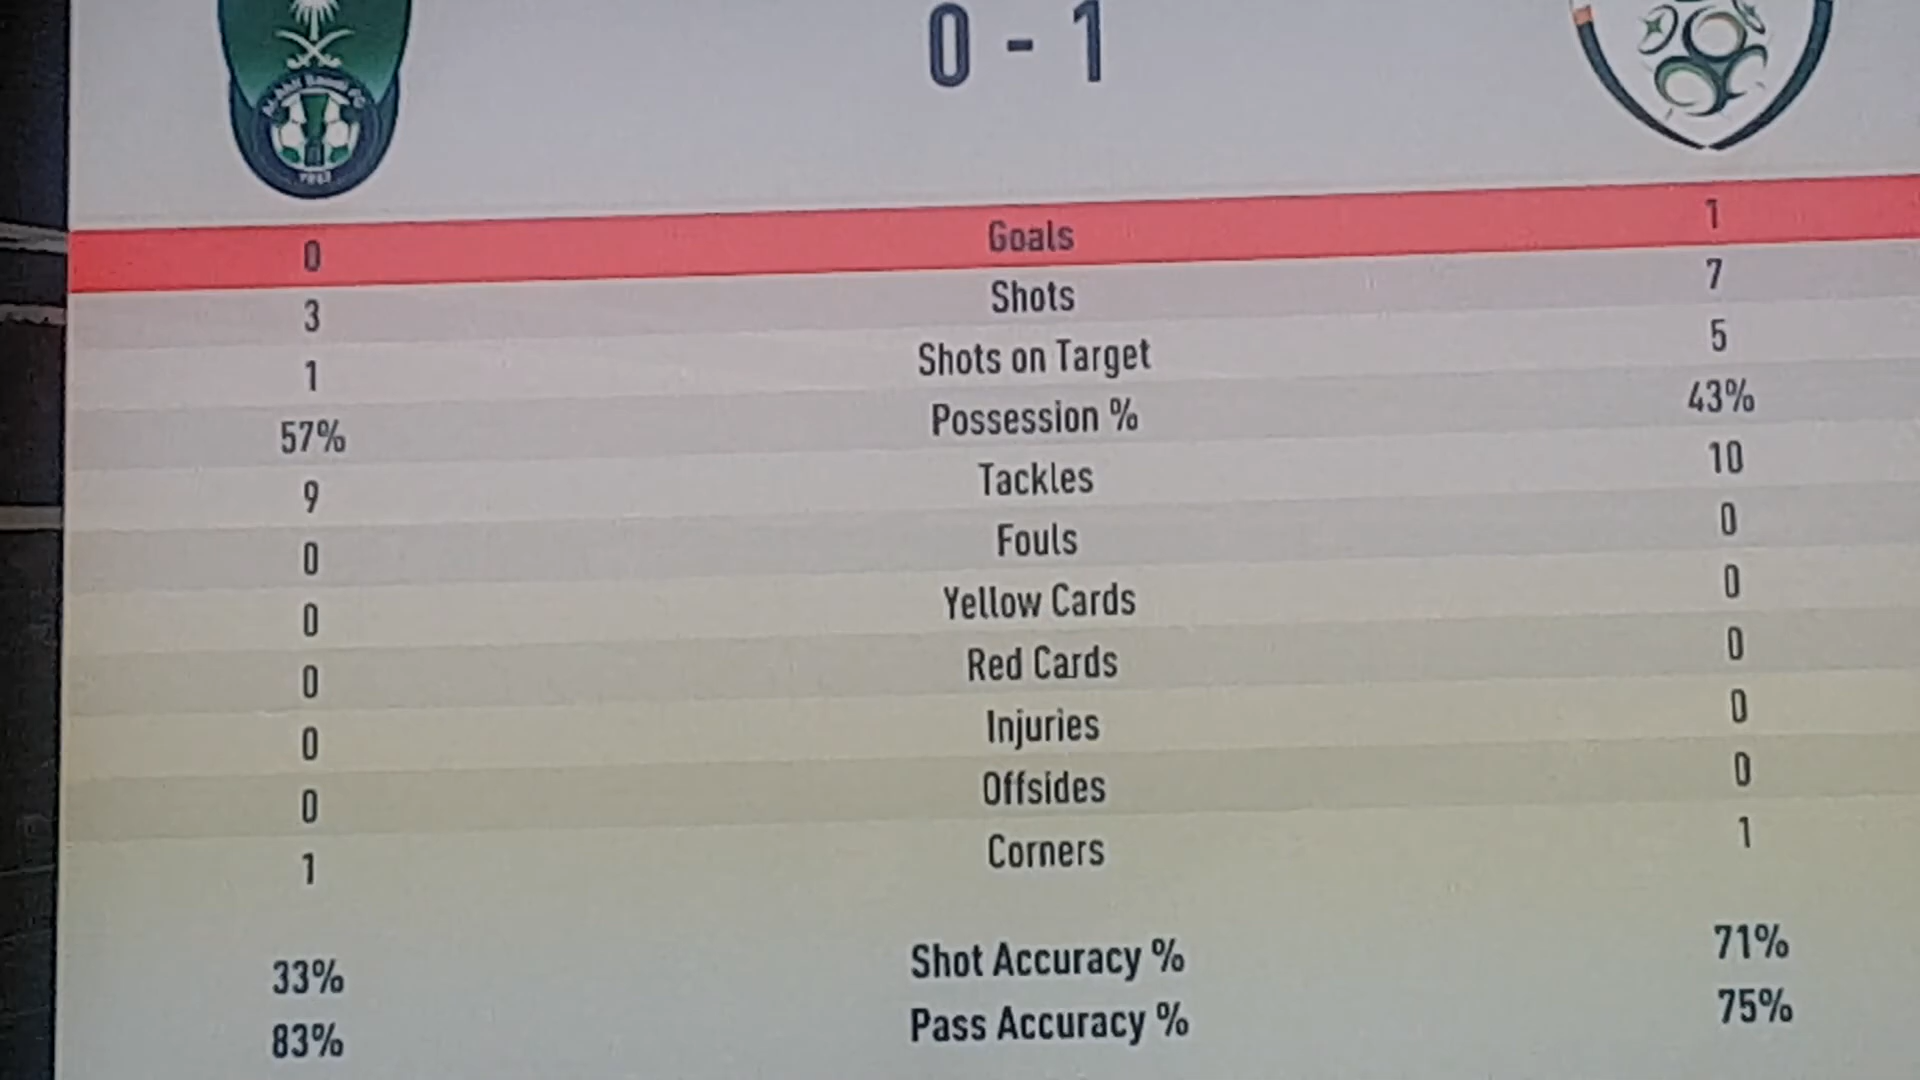 0 - 1
0 Goals 1
3 Shots 7
1 Shots on Target 5
57% Possession % 43%
9 Tackles 10
0 Fouls 0
0 Yellow Cards 0
0 Red Cards 0
0 Injuries 0
0 Offsides 0
1 Corners 1
33% Shot Accuracy % 71%
83% Pass Accuracy % 75%